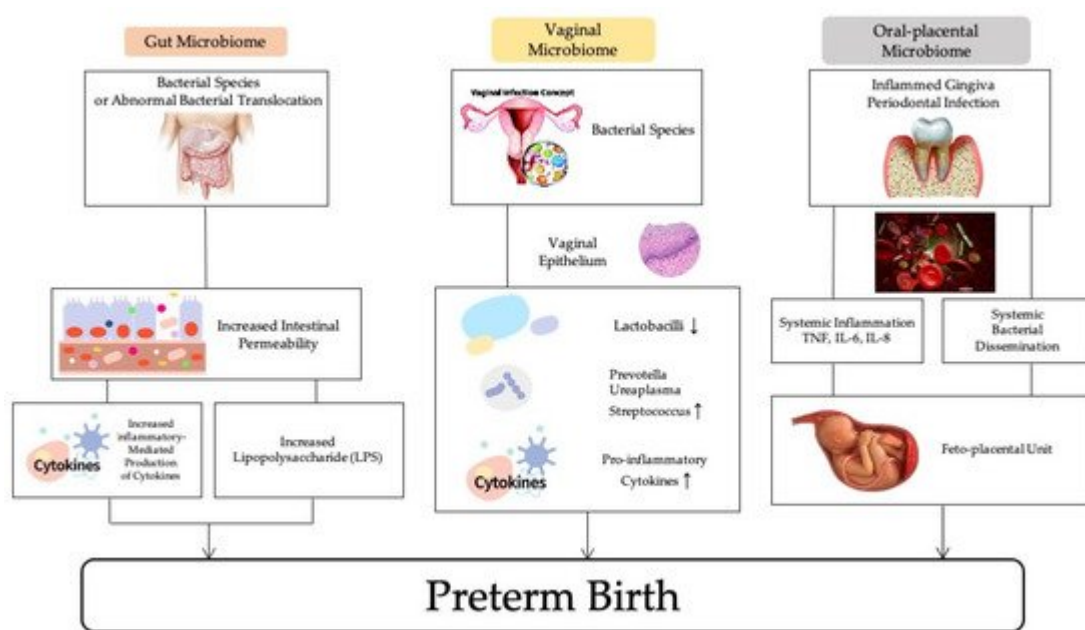 Gut Microbiome
Bacterial Species
or Abnormal Bacterial Translocation
Increased Intestinal
Permeability
Cytokines
Increased
inflammatory-
Mediated
Production
of Cytokines
Increased
Lipopolysaccharide (LPS)
Vaginal
Microbiome
Vaginal Infection Concept
Bacterial Species
Vaginal
Epithelium
Lactobacilli ↓
Prevotella
Ureaplasma
Streptococcus ↑
Cytokines
Pro-inflammatory
Cytokines ↑
Oral-placental
Microbiome
Inflammed Gingiva
Periodontal Infection
Systemic Inflammation
TNF, IL-6, IL-8
Systemic
Bacterial
Dissemination
Feto-placental Unit
Preterm Birth